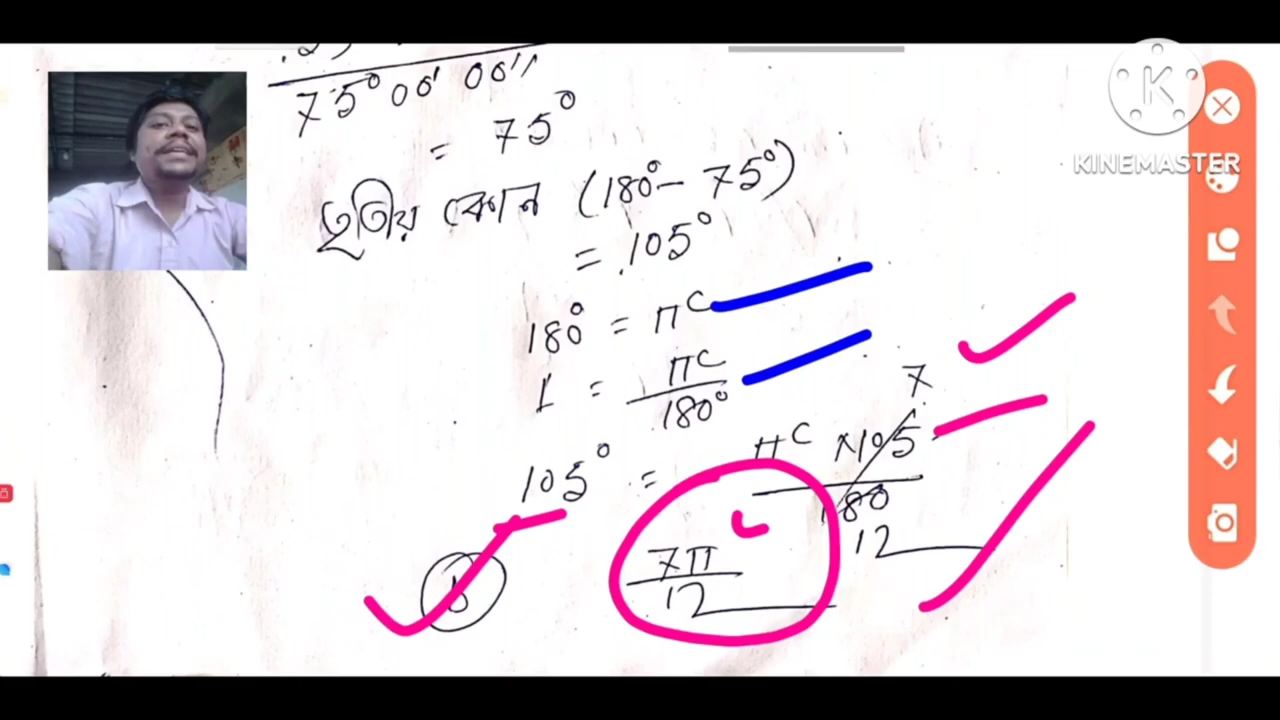 75° 00' 00''
= 75°
তৃতীয় কোন (180° - 75°)
= 105°
180° = π^c
1 = π^c / 180°
105° = π^c × 105 / 180
7
12
7π / 12
b
K
KINEMASTER